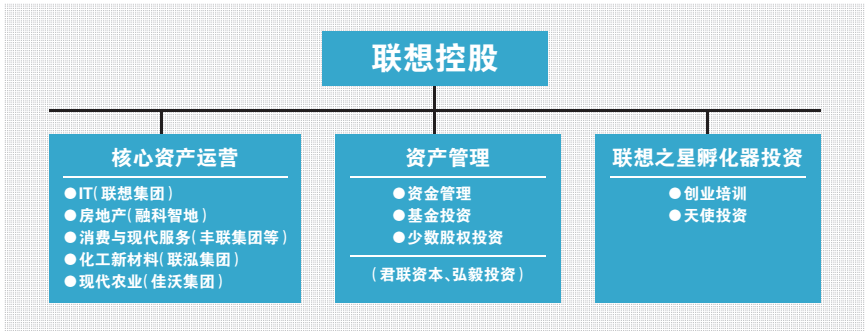 联想控股
核心资产运营
●IT(联想集团)
●房地产(融科智地)
●消费与现代服务(丰联集团等)
●化工新材料(联泓集团)
●现代农业(佳沃集团)
资产管理
●资金管理
●基金投资
●少数股权投资
(君联资本、弘毅投资)
联想之星孵化器投资
●创业培训
●天使投资